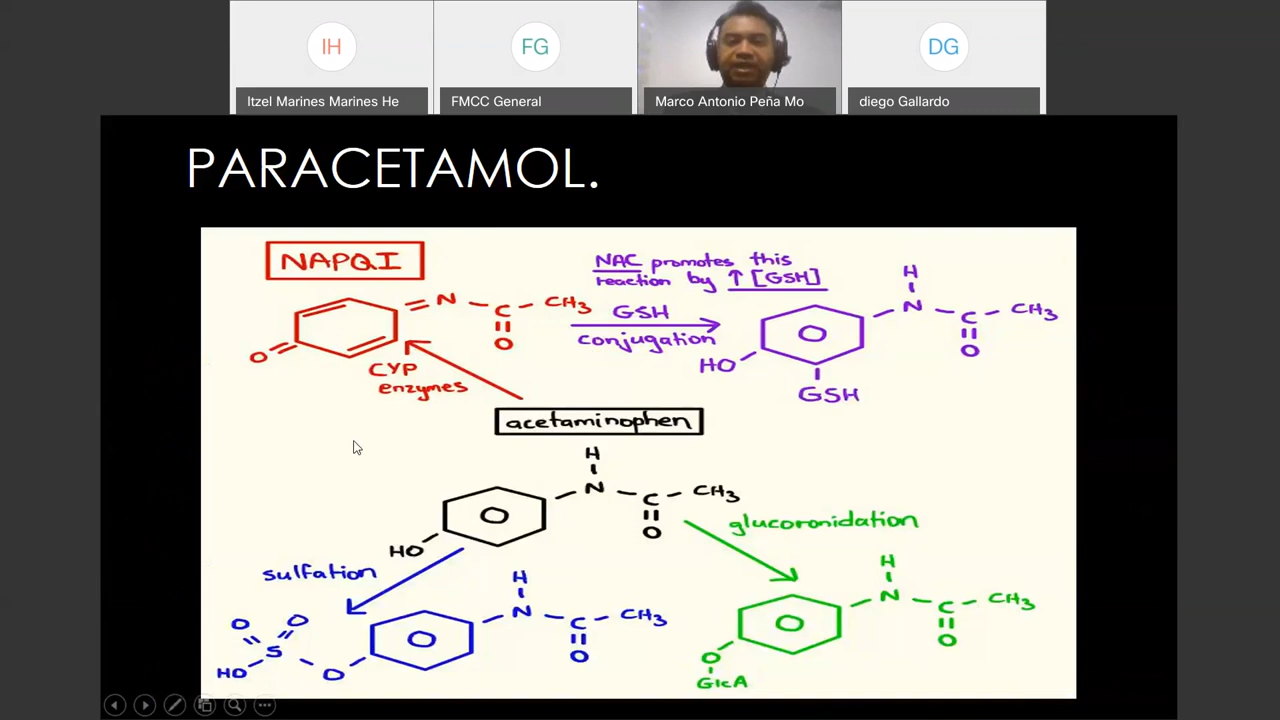 IH
FG
DG
Itzel Marines Marines He
FMCC General
Marco Antonio Peña Mo
diego Gallardo
PARACETAMOL.
NAPQI
NAC promotes this
reaction by ↑ [GSH]
N - C - CH3
O
O
CYP
enzymes
GSH
conjugation
H
N - C - CH3
O
HO
GSH
acetaminophen
H
N - C - CH3
O
HO
sulfation
glucoronidation
H
N - C - CH3
O
O O
S
HO O
H
N - C - CH3
O
O
GlcA